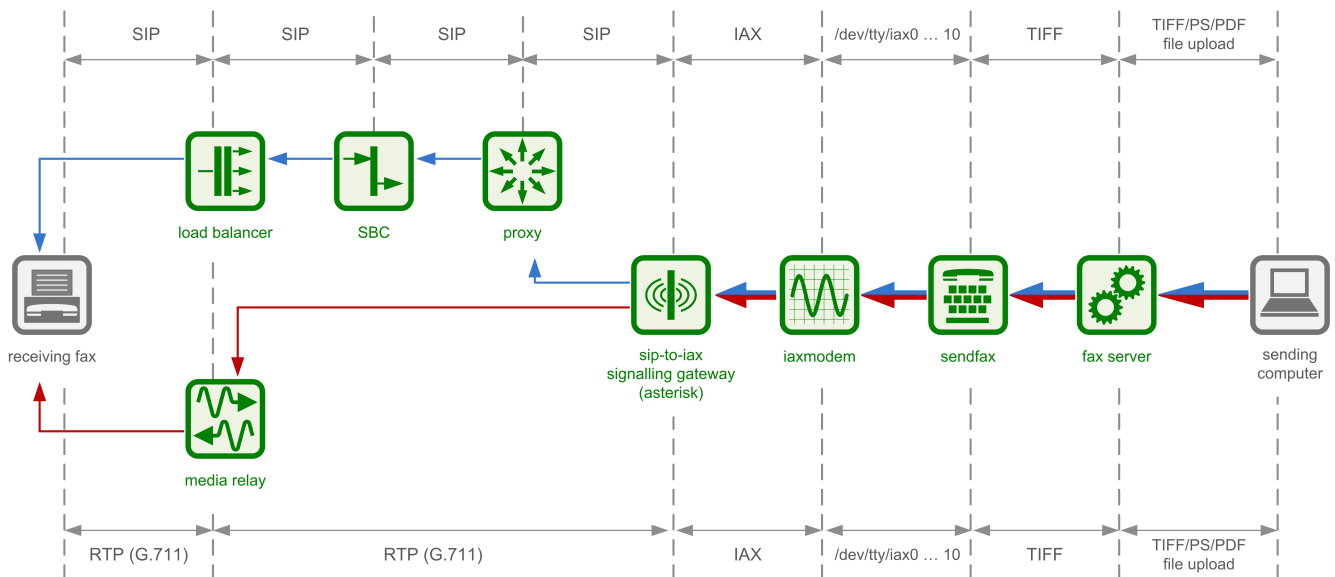 SIP
SIP
SIP
SIP
IAX
/dev/tty/iax0 ... 10
TIFF
TIFF/PS/PDF
file upload
load balancer
SBC
proxy
receiving fax
sip-to-iax
signalling gateway
(asterisk)
iaxmodem
sendfax
fax server
sending
computer
media relay
RTP (G.711)
RTP (G.711)
IAX
/dev/tty/iax0 ... 10
TIFF
TIFF/PS/PDF
file upload